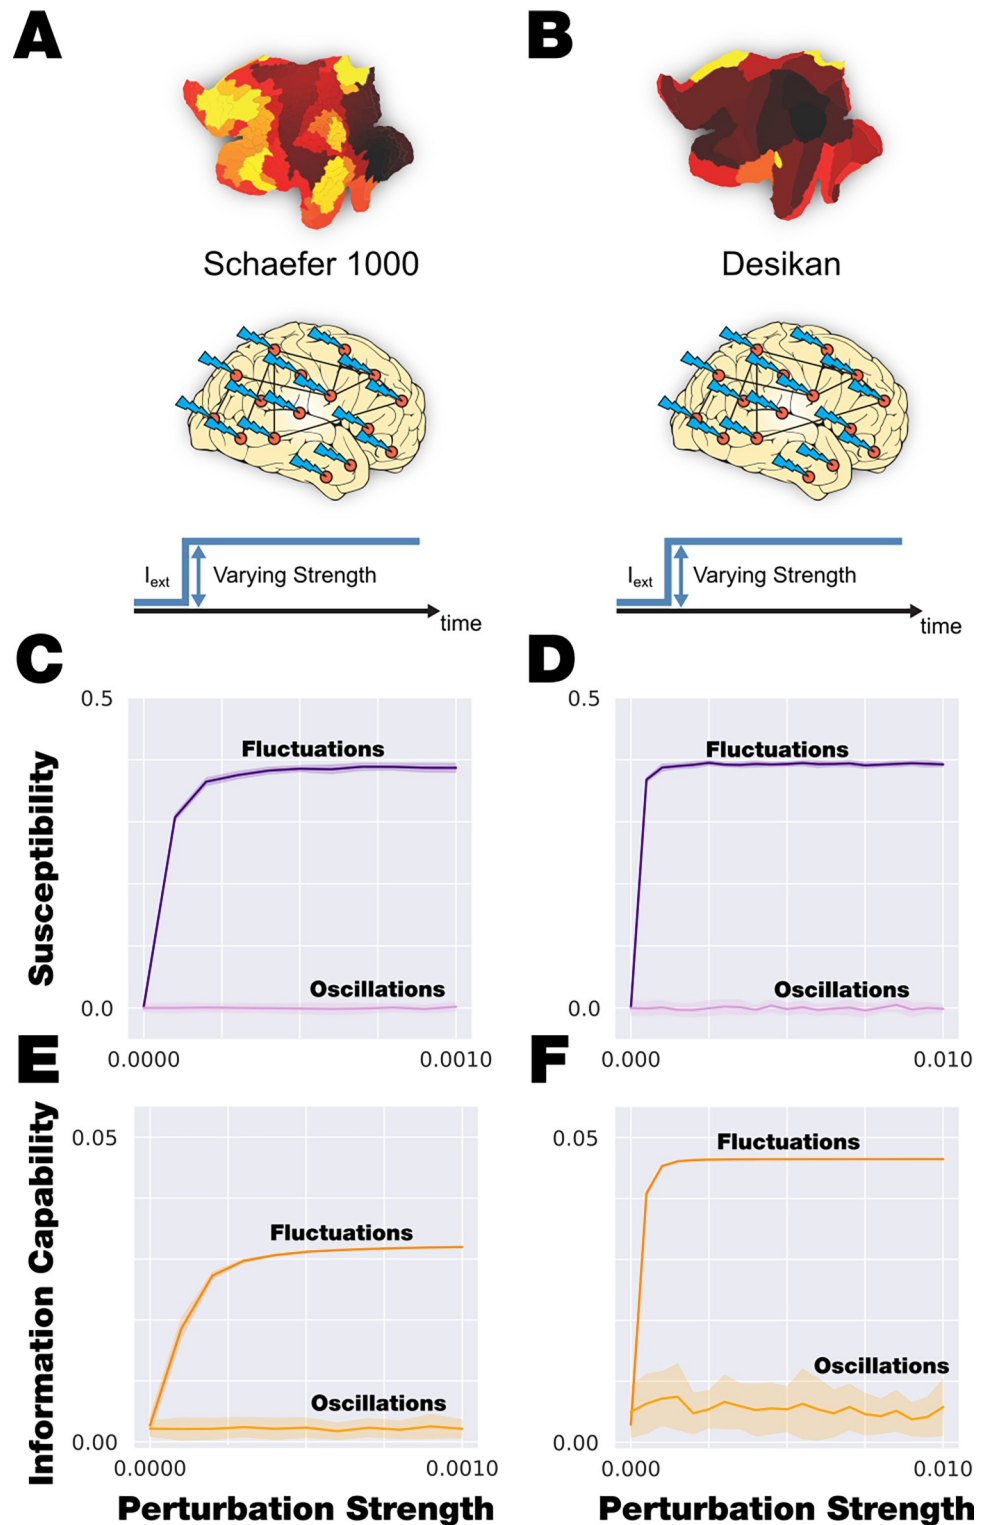 A
B
Schaefer 1000
Desikan
Iext
Varying Strength
time
Iext
Varying Strength
time
C
D
Susceptibility
0.5
Fluctuations
Oscillations
0.0
0.0000
0.0010
0.5
Fluctuations
Oscillations
0.0
0.000
0.010
E
F
Information Capability
0.05
Fluctuations
Oscillations
0.00
0.0000
0.0010
Perturbation Strength
0.05
Fluctuations
Oscillations
0.00
0.000
0.010
Perturbation Strength